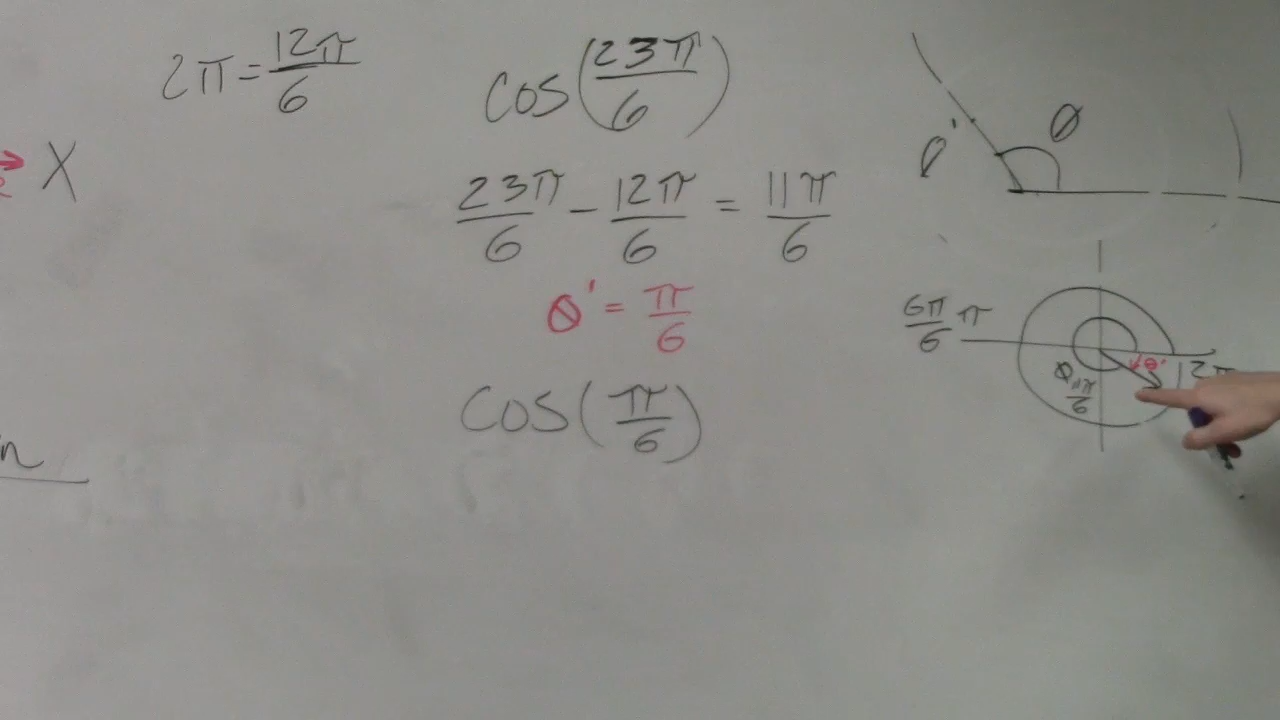 2π = 12π/6
cos(23π/6)
X
23π/6 - 12π/6 = 11π/6
θ' = π/6
cos(π/6)
n
θ' θ
6π/6 π
θ' 12π
θ 11π/6